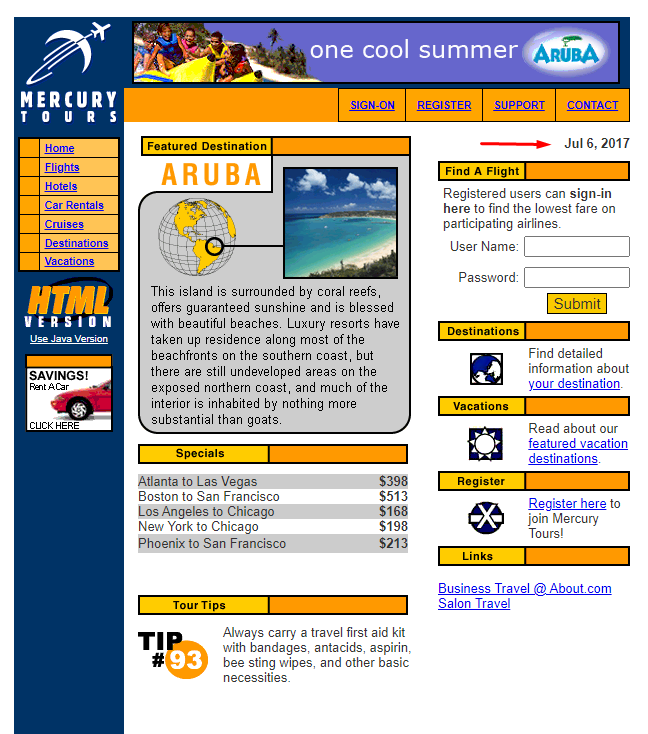 one cool summer
ARUBA
MERCURY
TOURS
SIGN-ON
REGISTER
SUPPORT
CONTACT
Home
Flights
Hotels
Car Rentals
Cruises
Destinations
Vacations
HTML
VERSION
Use Java Version
SAVINGS!
Rent A Car
CLICK HERE
Featured Destination
ARUBA
This island is surrounded by coral reefs,
offers guaranteed sunshine and is blessed
with beautiful beaches. Luxury resorts have
taken up residence along most of the
beachfronts on the southern coast, but
there are still undeveloped areas on the
exposed northern coast, and much of the
interior is inhabited by nothing more
substantial than goats.
Specials
Atlanta to Las Vegas $398
Boston to San Francisco $513
Los Angeles to Chicago $168
New York to Chicago $198
Phoenix to San Francisco $213
Tour Tips
TIP
#93
Always carry a travel first aid kit
with bandages, antacids, aspirin,
bee sting wipes, and other basic
necessities.
Jul 6, 2017
Find A Flight
Registered users can sign-in
here to find the lowest fare on
participating airlines.
User Name:
Password:
Submit
Destinations
Find detailed
information about
your destination.
Vacations
Read about our
featured vacation
destinations.
Register
Register here to
join Mercury
Tours!
Links
Business Travel @ About.com
Salon Travel